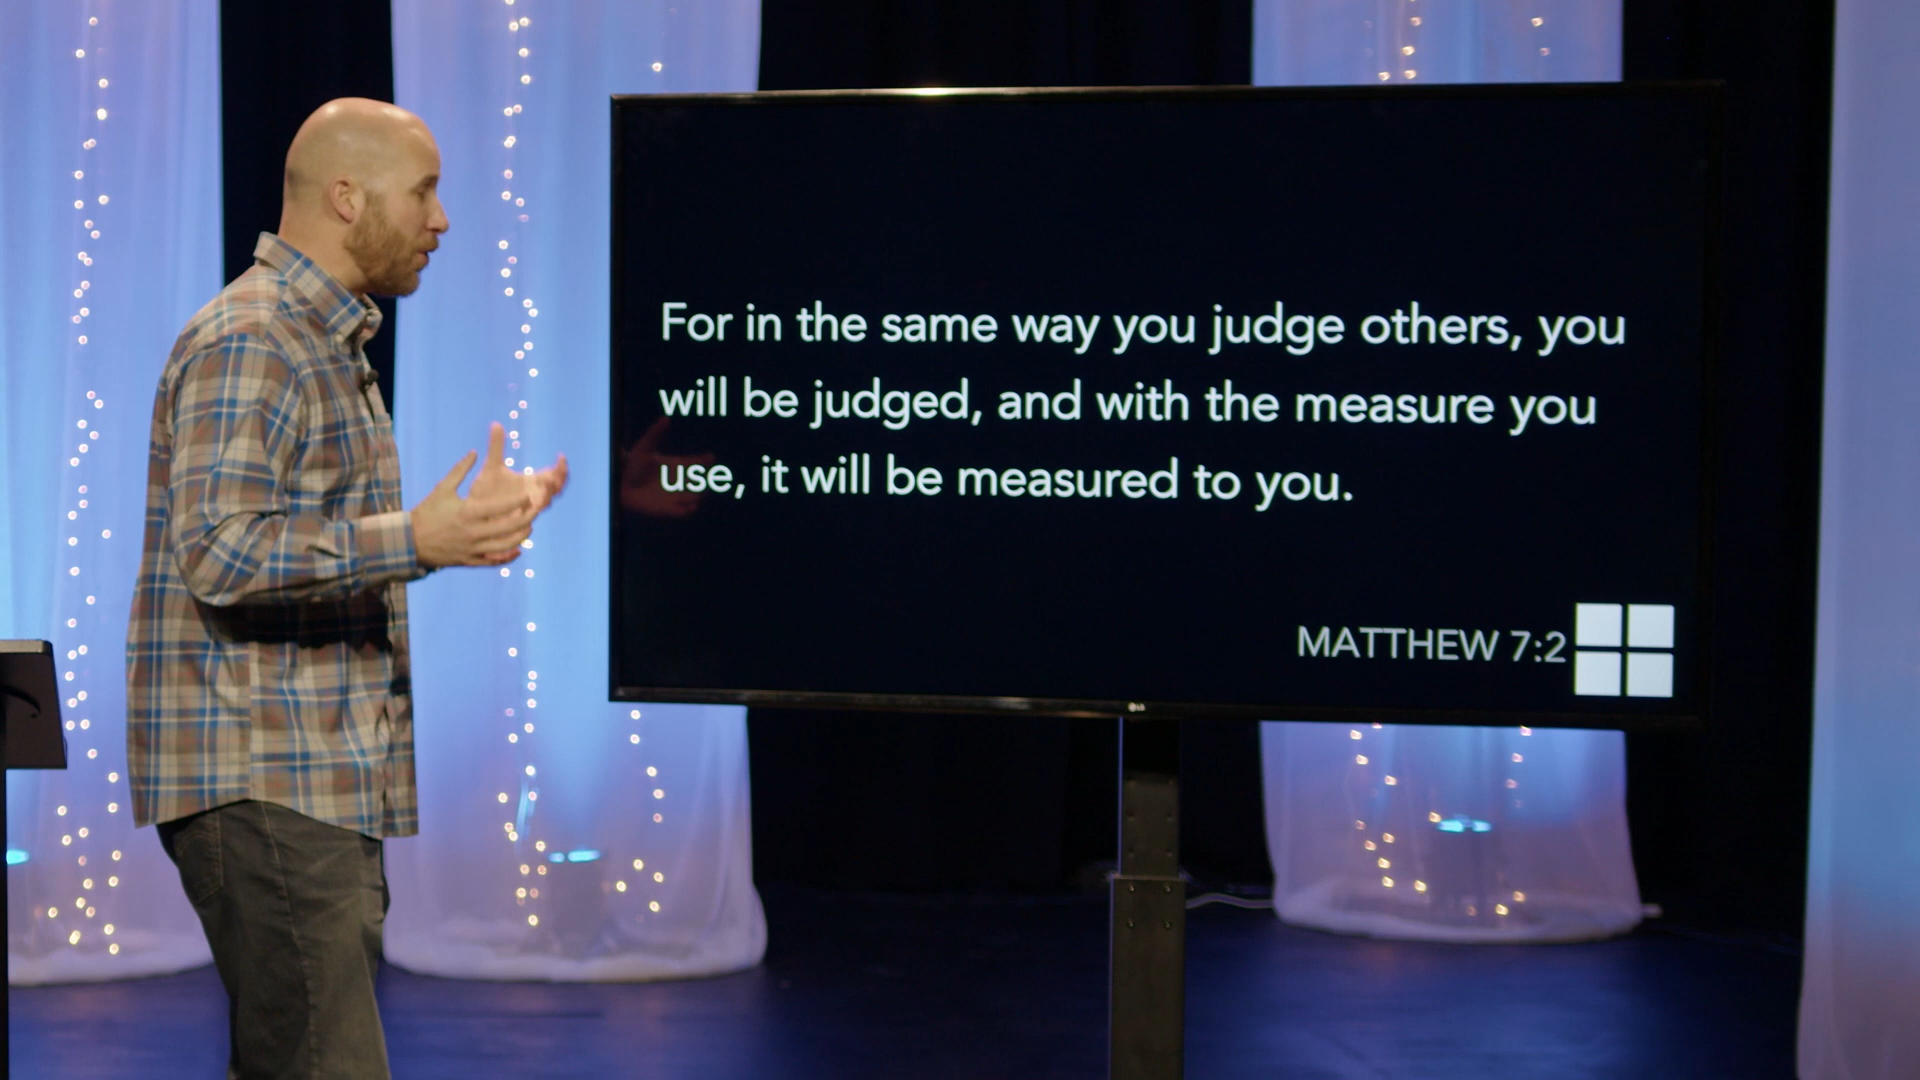 For in the same way you judge others, you
will be judged, and with the measure you
use, it will be measured to you.
MATTHEW 7:2